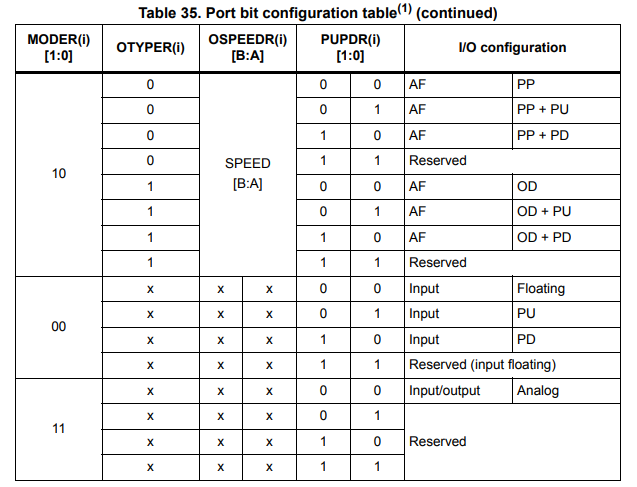 Table 35. Port bit configuration table(1) (continued)
MODER(i) [1:0] OTYPER(i) OSPEEDR(i) [B:A] PUPDR(i) [1:0] I/O configuration
10 0 SPEED [B:A] 0 0 AF PP
0 0 1 AF PP + PU
0 1 0 AF PP + PD
0 1 1 Reserved
1 0 0 AF OD
1 0 1 AF OD + PU
1 1 0 AF OD + PD
1 1 1 Reserved
00 x x x 0 0 Input Floating
x x x 0 1 Input PU
x x x 1 0 Input PD
x x x 1 1 Reserved (input floating)
11 x x x 0 0 Input/output Analog
x x x 0 1 Reserved
x x x 1 0
x x x 1 1